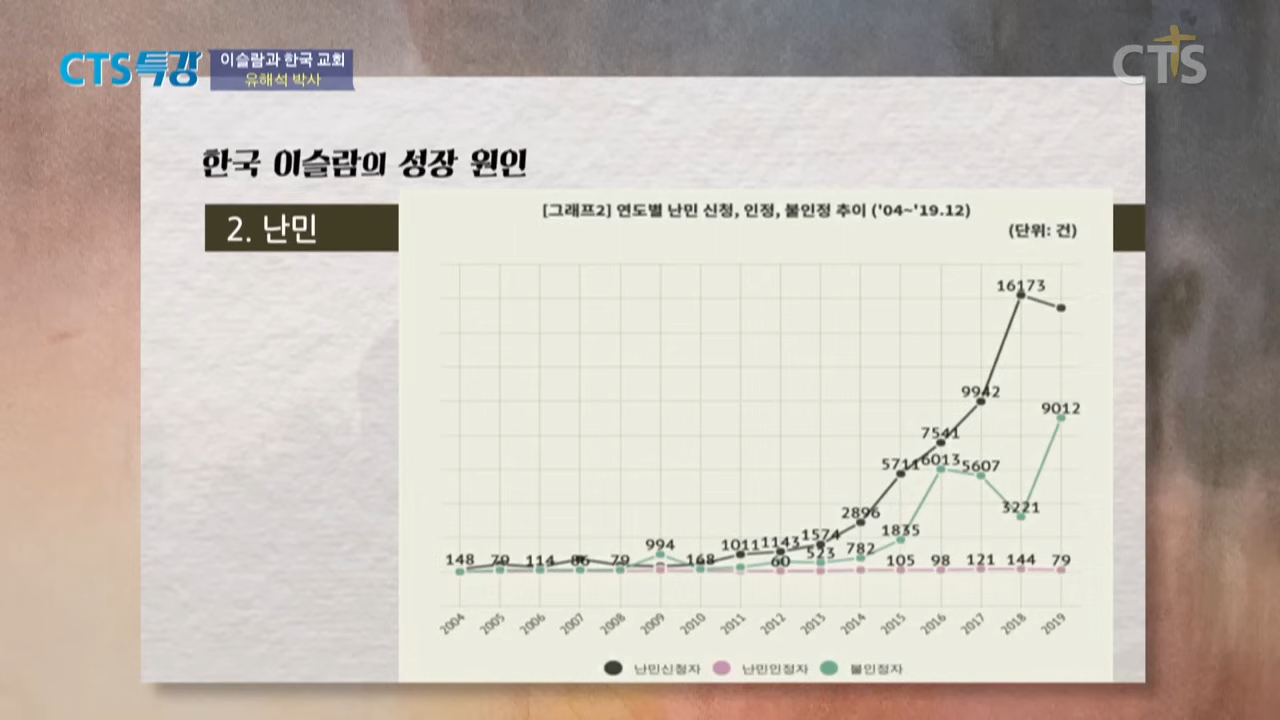 CTS특강
이슬람과 한국 교회
유해석 박사
CTS
한국 이슬람의 성장 원인
2. 난민
[그래프2] 연도별 난민 신청, 인정, 불인정 추이 ('04~'19.12)
(단위: 건)
16173
9942
9012
7541
5711 6013 5607
2896
3221
1835
1011 1143 1574
994
523 782
148 79 114 86 79 168 60 105 98 121 144 79
2004 2005 2006 2007 2008 2009 2010 2011 2012 2013 2014 2015 2016 2017 2018 2019
난민신청자 난민인정자 불인정자